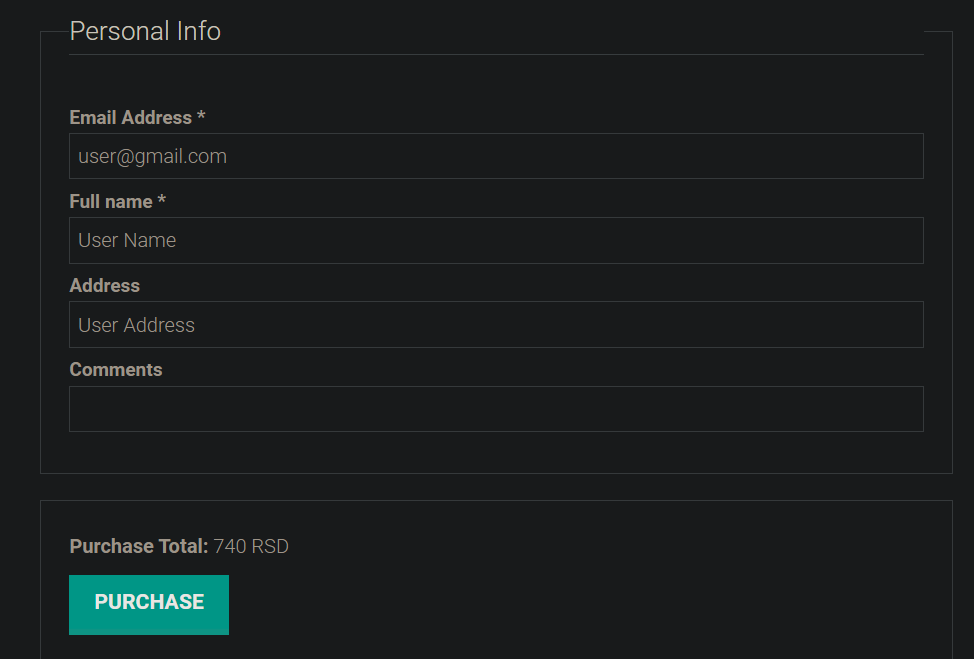 Personal Info
Email Address *
user@gmail.com
Full name *
User Name
Address
User Address
Comments
Purchase Total: 740 RSD
PURCHASE